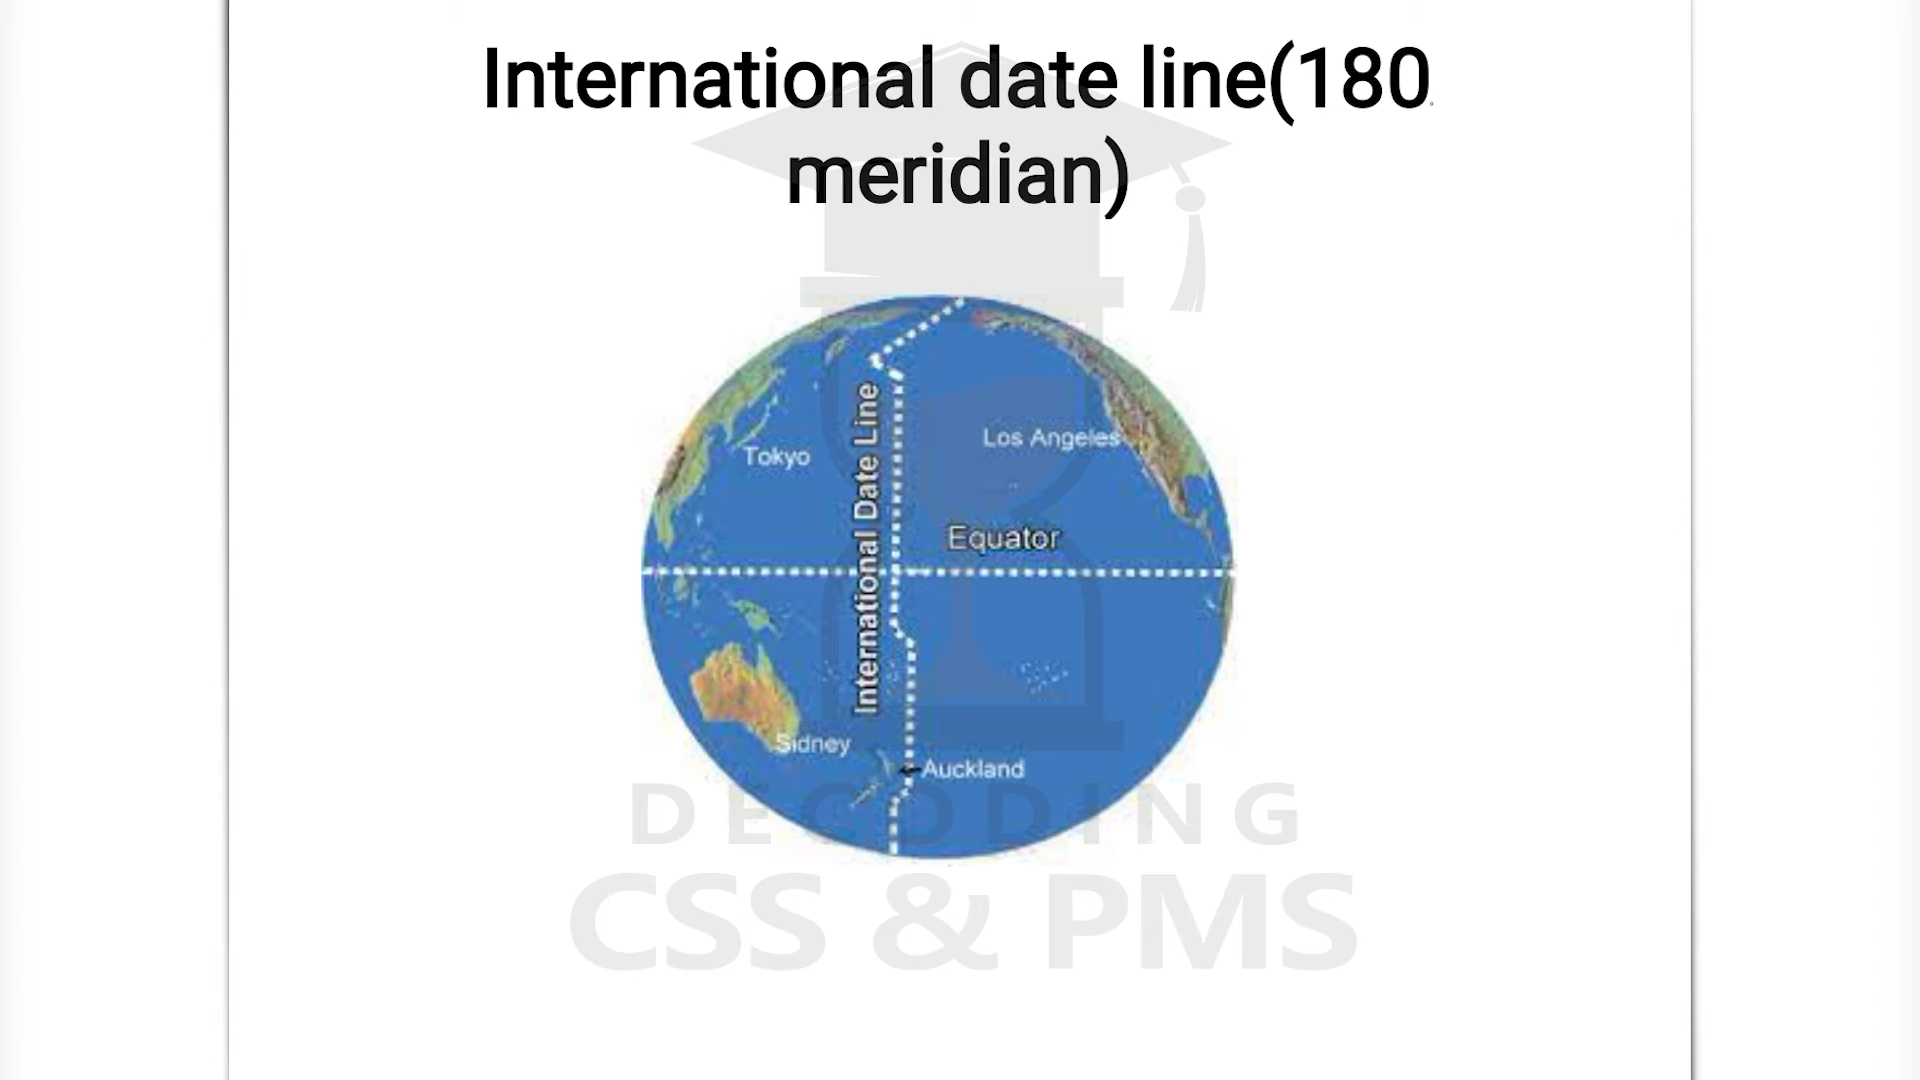 International date line(180
meridian)
Tokyo
Los Angeles
International Date Line
Equator
Sidney
Auckland
DECODING
CSS & PMS